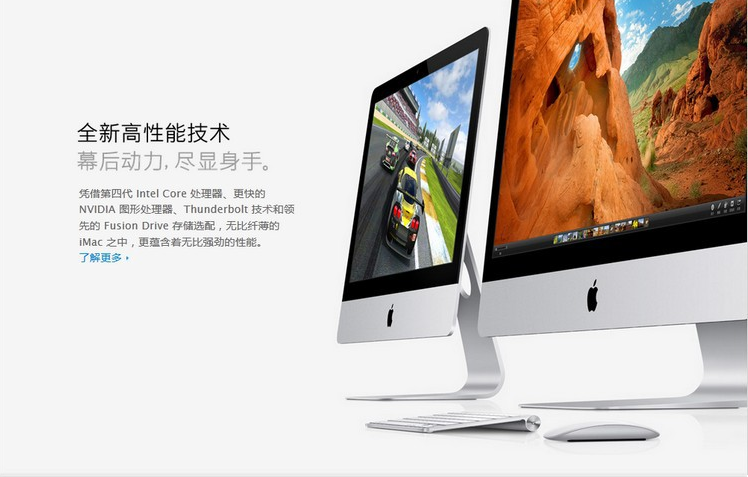 全新高性能技术
幕后动力,尽显身手。
凭借第四代 Intel Core 处理器、更快的
NVIDIA 图形处理器、Thunderbolt 技术和领
先的 Fusion Drive 存储选配，无比纤薄的
iMac 之中，更蕴含着无比强劲的性能。
了解更多